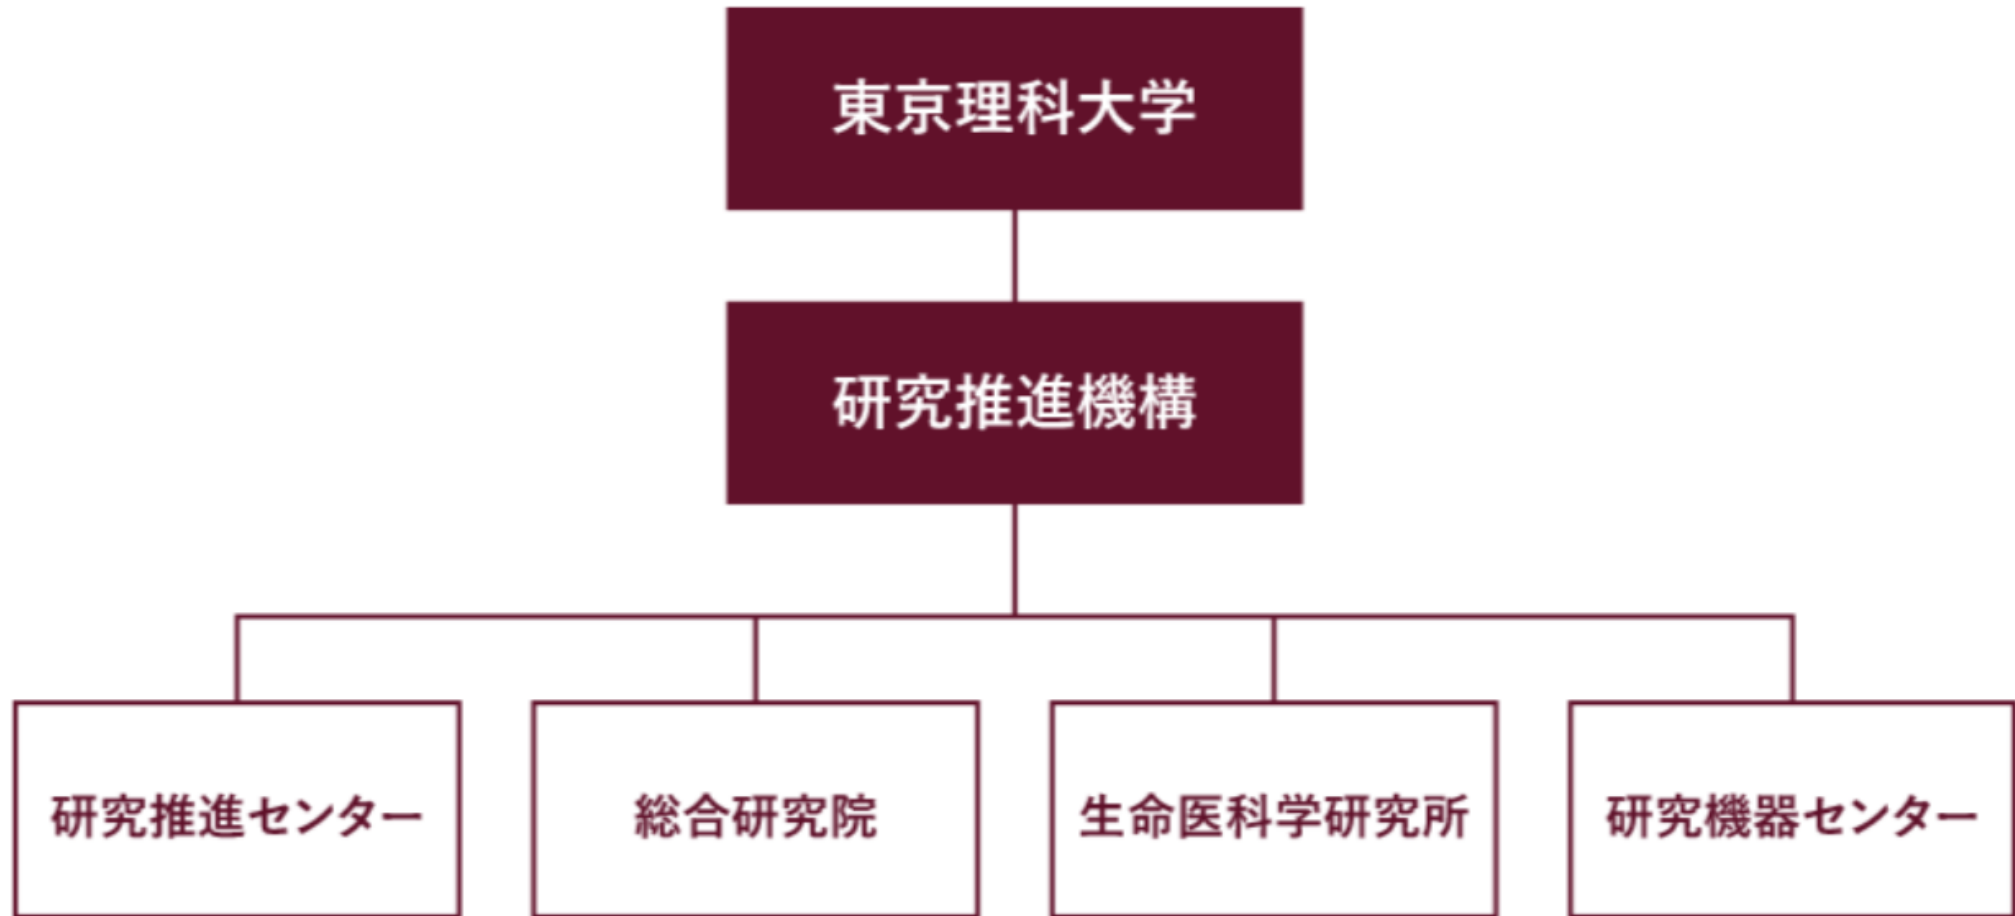 東京理科大学
研究推進機構
研究推進センター
総合研究院
生命医科学研究所
研究機器センター